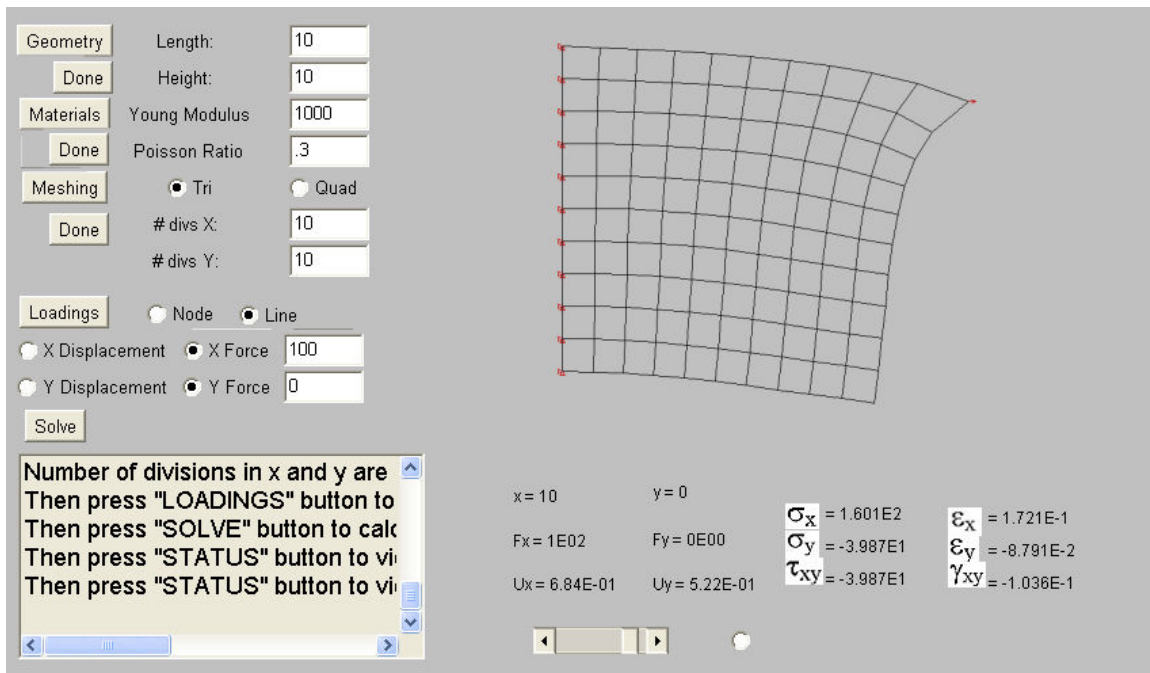 Geometry Length: 10
Done Height: 10
Materials Young Modulus 1000
Done Poisson Ratio .3
Meshing Tri Quad
Done # divs X: 10
# divs Y: 10
Loadings Node Line
X Displacement X Force 100
Y Displacement Y Force 0
Solve
Number of divisions in x and y are
Then press "LOADINGS" button to
Then press "SOLVE" button to calc
Then press "STATUS" button to vi
Then press "STATUS" button to vi
x = 10 y = 0
Fx = 1E02 Fy = 0E00
Ux = 6.84E-01 Uy = 5.22E-01
σx = 1.601E2 εx = 1.721E-1
σy = -3.987E1 εy = -8.791E-2
τxy = -3.987E1 γxy = -1.036E-1